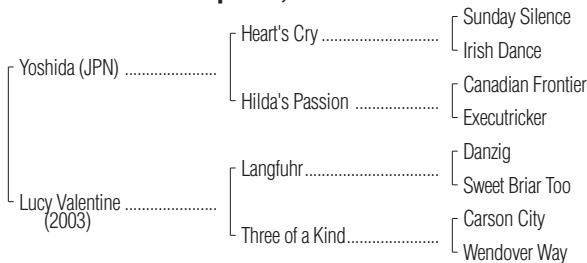 Sunday Silence
Heart's Cry
Irish Dance
Yoshida (JPN)
Canadian Frontier
Hilda's Passion
Executricker
Danzig
Langfuhr
Sweet Briar Too
Lucy Valentine
(2003)
Carson City
Three of a Kind
Wendover Way